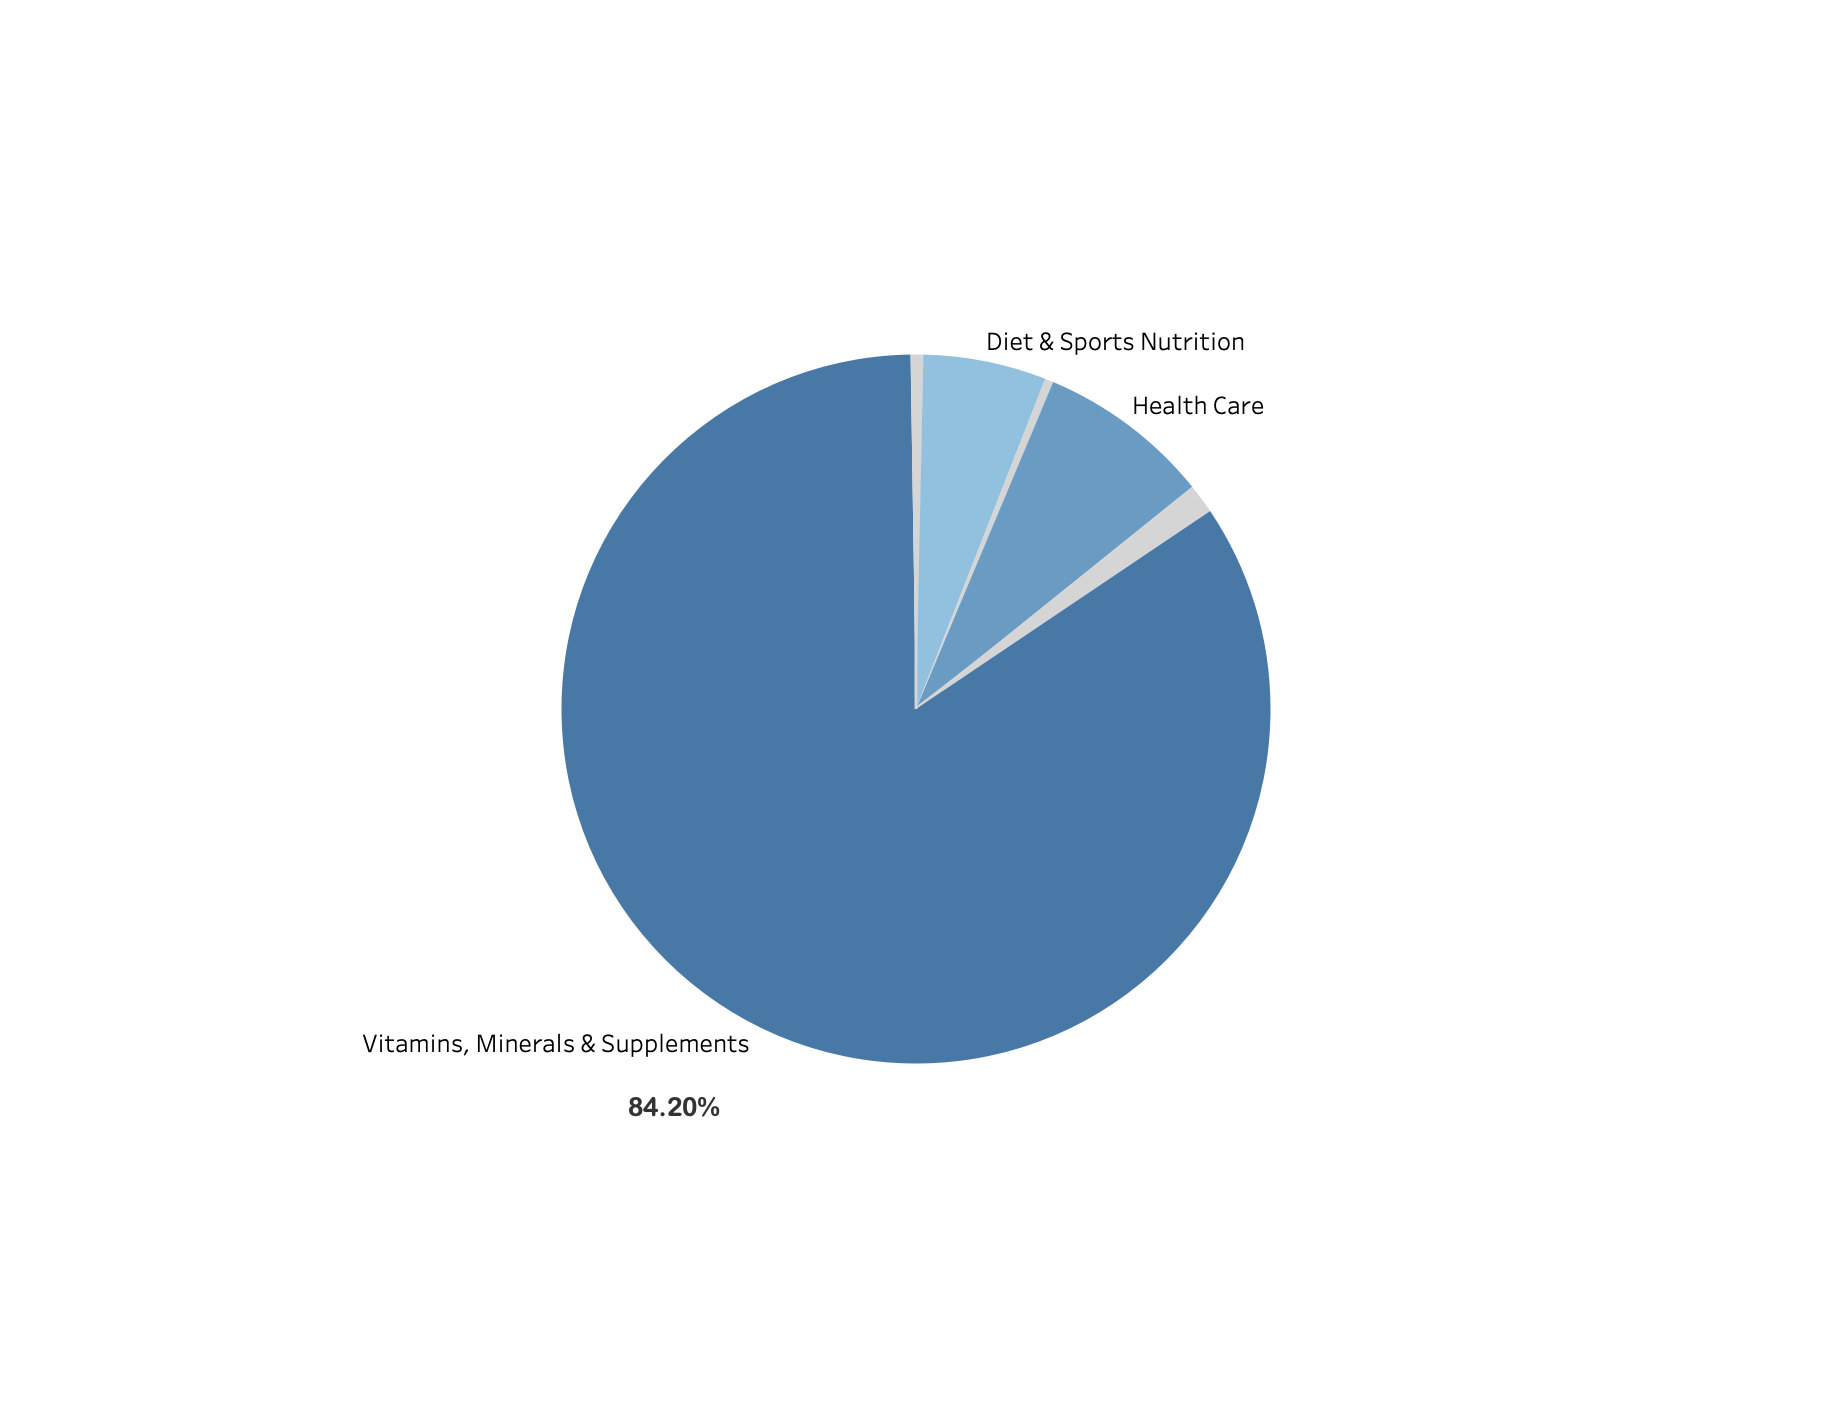 Diet & Sports Nutrition
Health Care
Vitamins, Minerals & Supplements
84.20%